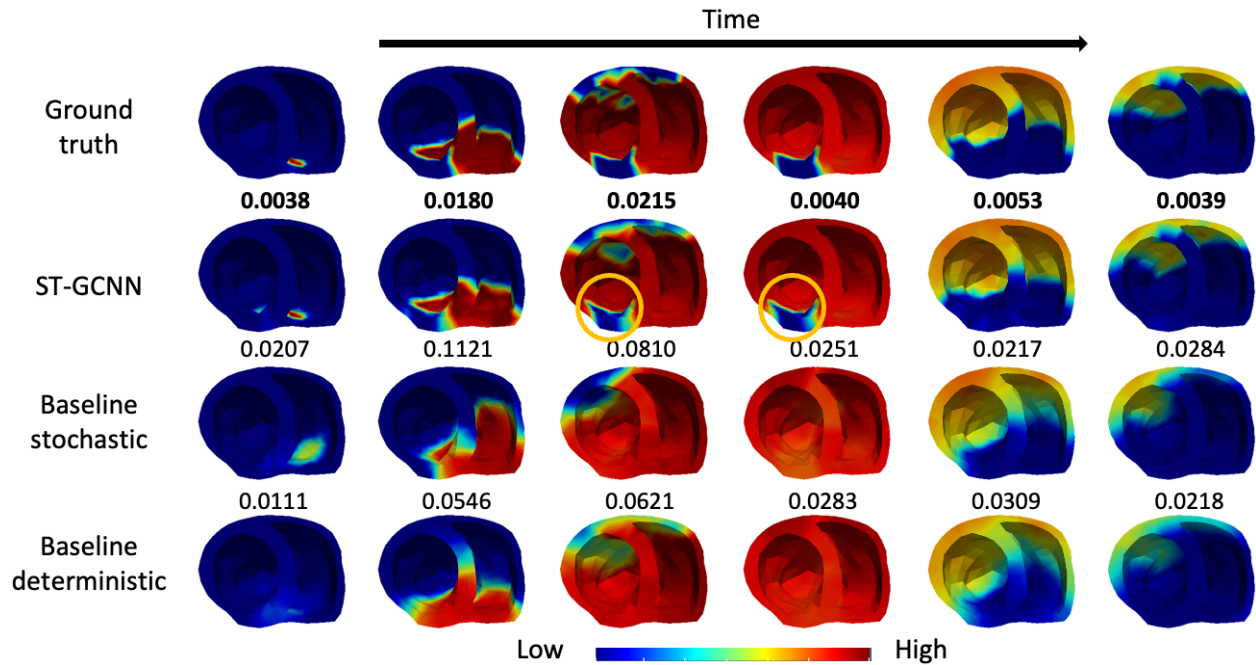 Time
Ground
truth
0.0038 0.0180 0.0215 0.0040 0.0053 0.0039
ST-GCNN
0.0207 0.1121 0.0810 0.0251 0.0217 0.0284
Baseline
stochastic
0.0111 0.0546 0.0621 0.0283 0.0309 0.0218
Baseline
deterministic
Low High